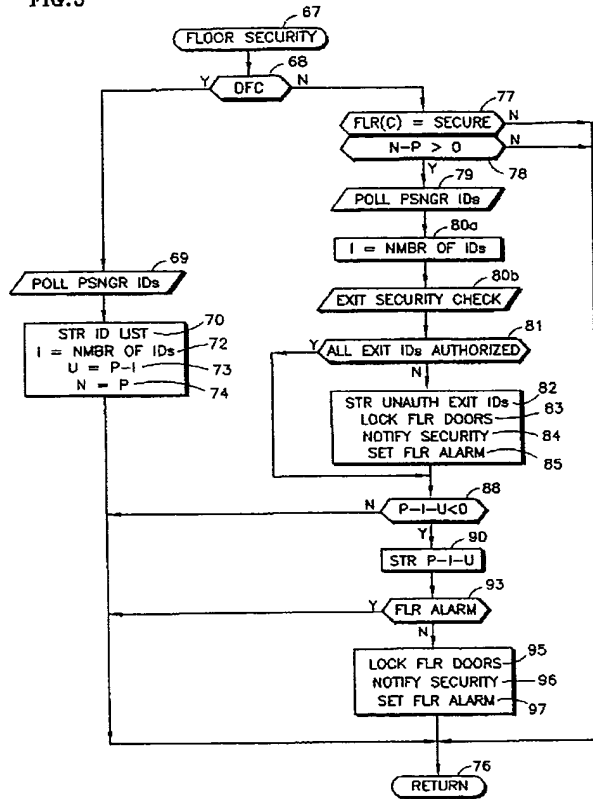 FIG.5
67
FLOOR SECURITY
68
Y
DFC
N
77
FLR(C) = SECURE
N
N-P > 0
N
78
Y
79
POLL PSNGR IDs
80a
I = NMBR OF IDs
80b
EXIT SECURITY CHECK
81
Y
ALL EXIT IDs AUTHORIZED
N
69
POLL PSNGR IDs
STR ID LIST
70
I = NMBR OF IDs
72
U = P-I
73
N = P
74
82
STR UNAUTH EXIT IDs
LOCK FLR DOORS
83
NOTIFY SECURITY
84
SET FLR ALARM
85
88
N
P-I-U<0
Y
90
STR P-I-U
93
Y
FLR ALARM
N
LOCK FLR DOORS
95
NOTIFY SECURITY
96
SET FLR ALARM
97
76
RETURN